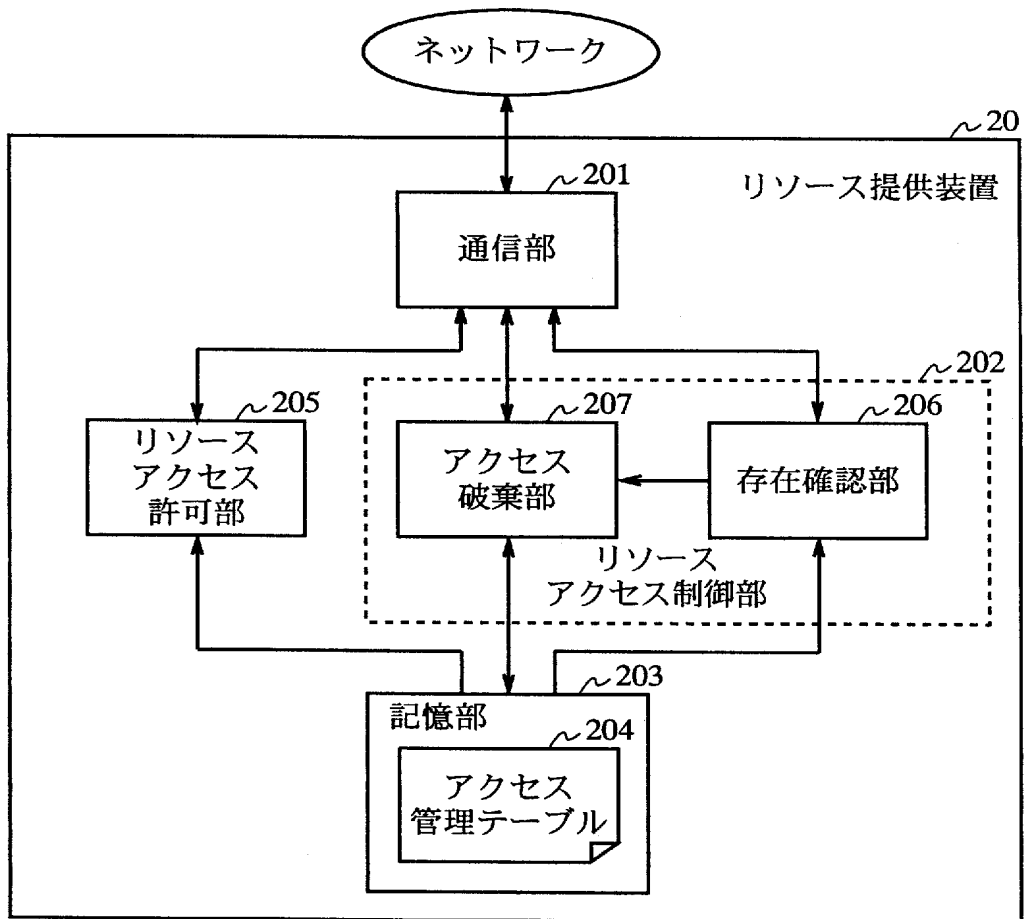 ネットワーク
20
リソース提供装置
201
通信部
202
205
リソース
アクセス
許可部
207
アクセス
破棄部
206
存在確認部
リソース
アクセス制御部
203
記憶部
204
アクセス
管理テーブル